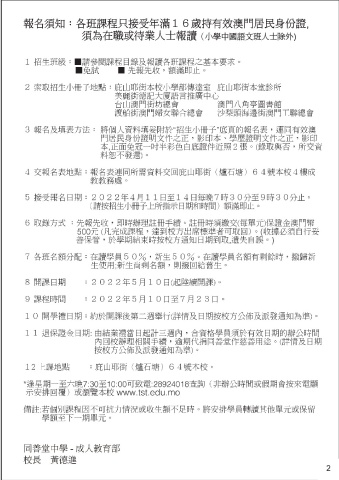 報名須知：各班課程只接受年滿１６歲持有效澳門居民身份證,
須為在職或待業人士報讀（小學中國語文班人士除外)
1 招生班級：■請參閱課程目錄及報讀各班課程之基本要求。
■免試 ■ 先報先收，額滿即止。
2 索取招生小冊子地點：庇山耶街本校小學部傳達室 庇山耶街本堂診所
美麗街德記大廈語言推廣中心
台山澳門街坊總會 澳門八角亭圖書館
渡船街澳門婦女聯合總會 沙梨頭海邊街澳門工聯總會
3 報名及填表方法： 將個人資料填妥附於“招生小冊子”底頁的報名表，連同有效澳
門居民身份證明文件之正、影印本，學歷證明文件之正、影印
本,正面免冠一吋半彩色白底證件近照２張。(錄取與否，所交資
料恕不發還)。
4 交報名表地點：報名表連同所需資料交回庇山耶街（爐石塘）６４號本校４樓成
教教務處。
5 接受報名日期：２０２２年4月１1日至１4日每晚７時３０分至９時３０分止，
（請按招生小冊子上所指示日期和時間）額滿即止。
6 取錄方式 ：先報先收，即時辦理註冊手續。註冊時須繳交(每單元)保證金澳門幣
500元 (凡完成課程，達到校方出席標準者可取回）。(收據必須自行妥
善保管，於學期結束時按校方通知日期到取,遺失自誤。)
7 各班名額分配：在讀學員５０%，新生５０%。在讀學員名額有剩餘時，撥歸新
生使用;新生尚剩名額，則撥回給舊生。
8 開課日期 ：２０２２年５月１０日(起陸續開課)。
9 課程時間 ：２０２２年５月１０日至７月２３日。
10 開學禮日期：約於開課後第二週舉行(詳情及日期按校方公佈及派發通知為準)。
11 退保證金日期: 由結業禮當日起計三週內，合資格學員須於有效日期的辦公時間
內回校辦理相關手續，逾期代捐同善堂作慈善用途。(詳情及日期
按校方公佈及派發通知為準)。
12 上課地點 ：庇山耶街（爐石塘）６４號本校。
*逢星期一至六晚7:30至10:00可致電:28924018查詢（非辦公時間或假期會按來電顯
示安排回覆）或瀏覽本校 www.tst.edu.mo
備註:若個別課程因不可抗力情況或收生額不足時，將安排學員轉讀其他單元或保留
學額至下一期單元。
同善堂中學 - 成人教育部
校長 黃德進
2